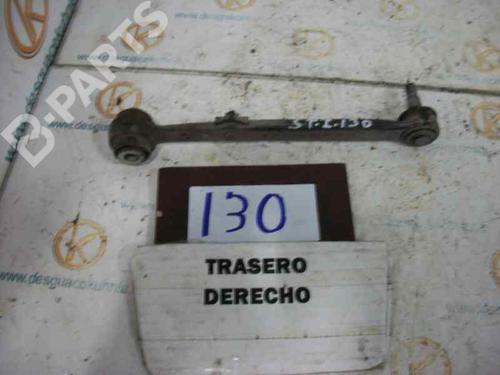 B-PARTS
ST.I.130
130
TRASERO
DERECHO